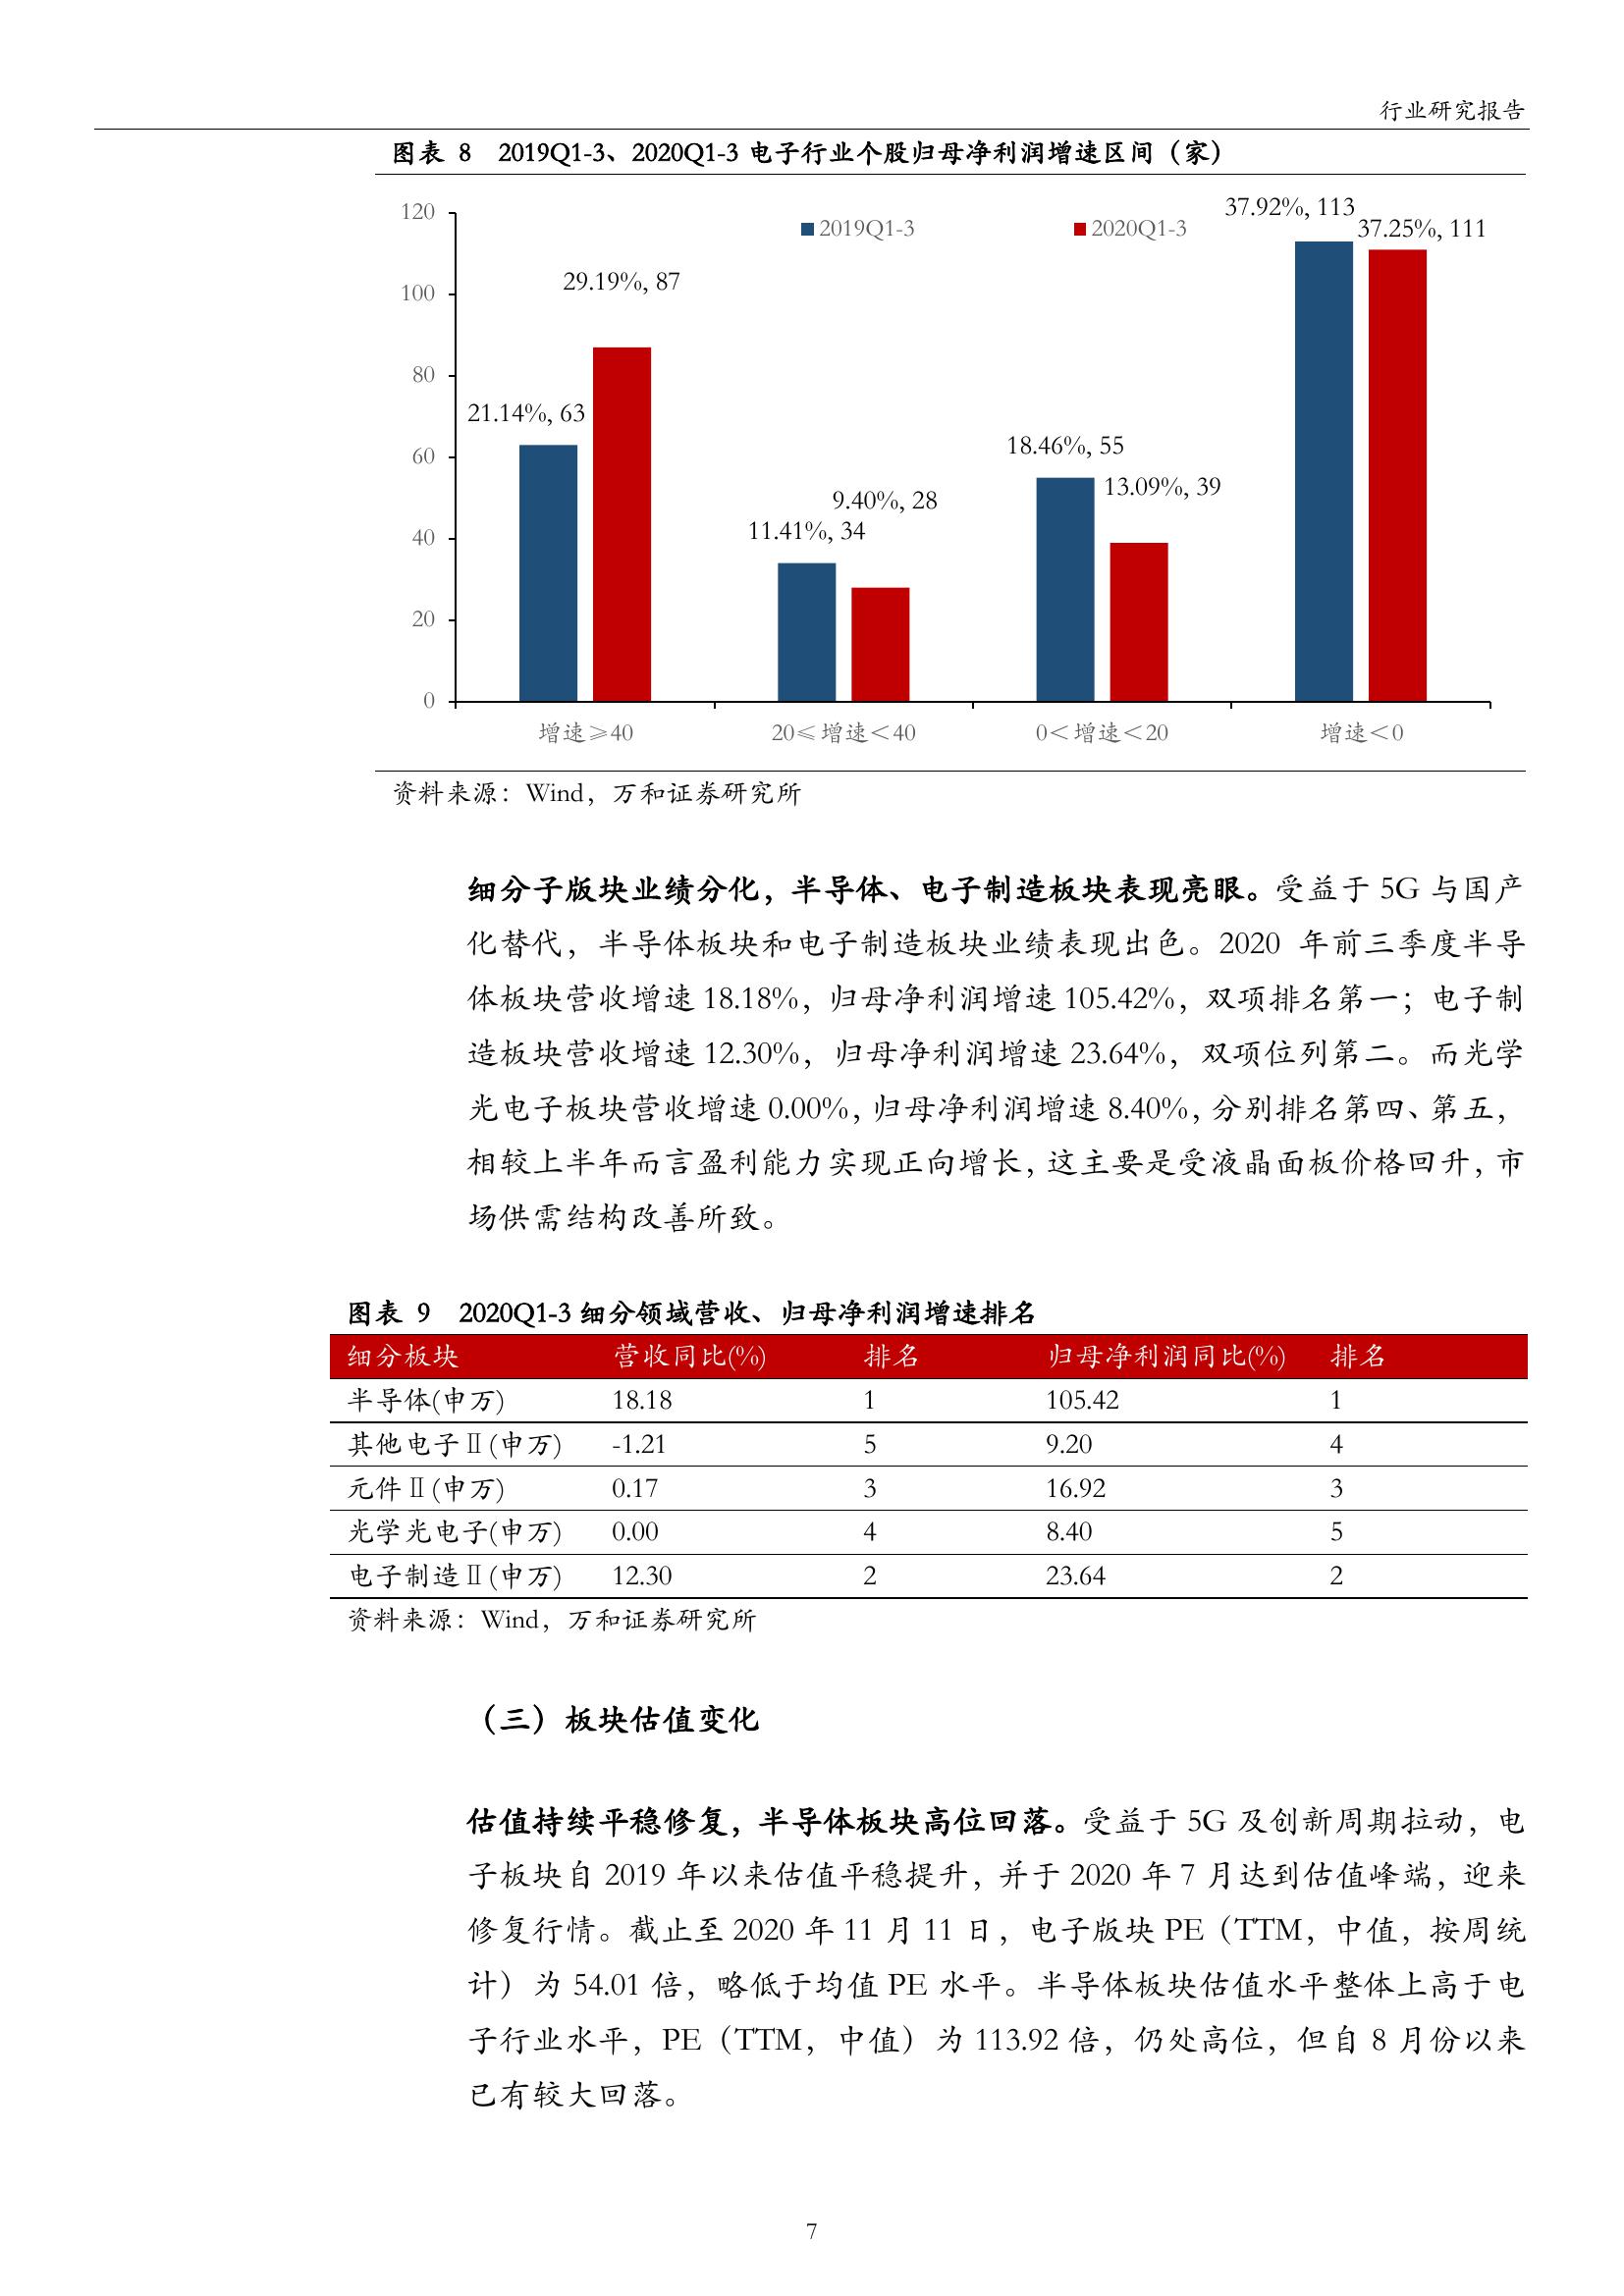 行业研究报告
图表 8 2019Q1-3、2020Q1-3 电子行业个股归母净利润增速区间（家）
120
100
80
60
40
20
0
2019Q1-3
2020Q1-3
21.14%, 63
29.19%, 87
11.41%, 34
9.40%, 28
18.46%, 55
13.09%, 39
37.92%, 113
37.25%, 111
增速≥40
20≤增速＜40
0＜增速＜20
增速＜0
资料来源：Wind，万和证券研究所
细分子版块业绩分化，半导体、电子制造板块表现亮眼。受益于 5G 与国产
化替代，半导体板块和电子制造板块业绩表现出色。2020 年前三季度半导
体板块营收增速 18.18%，归母净利润增速 105.42%，双项排名第一；电子制
造板块营收增速 12.30%，归母净利润增速 23.64%，双项位列第二。而光学
光电子板块营收增速 0.00%，归母净利润增速 8.40%，分别排名第四、第五，
相较上半年而言盈利能力实现正向增长，这主要是受液晶面板价格回升，市
场供需结构改善所致。
图表 9 2020Q1-3 细分领域营收、归母净利润增速排名
细分板块 营收同比(%) 排名 归母净利润同比(%) 排名
半导体(申万) 18.18 1 105.42 1
其他电子Ⅱ(申万) -1.21 5 9.20 4
元件Ⅱ(申万) 0.17 3 16.92 3
光学光电子(申万) 0.00 4 8.40 5
电子制造Ⅱ(申万) 12.30 2 23.64 2
资料来源：Wind，万和证券研究所
（三）板块估值变化
估值持续平稳修复，半导体板块高位回落。受益于 5G 及创新周期拉动，电
子板块自 2019 年以来估值平稳提升，并于 2020 年 7 月达到估值峰端，迎来
修复行情。截止至 2020 年 11 月 11 日，电子版块 PE（TTM，中值，按周统
计）为 54.01 倍，略低于均值 PE 水平。半导体板块估值水平整体上高于电
子行业水平，PE（TTM，中值）为 113.92 倍，仍处高位，但自 8 月份以来
已有较大回落。
7